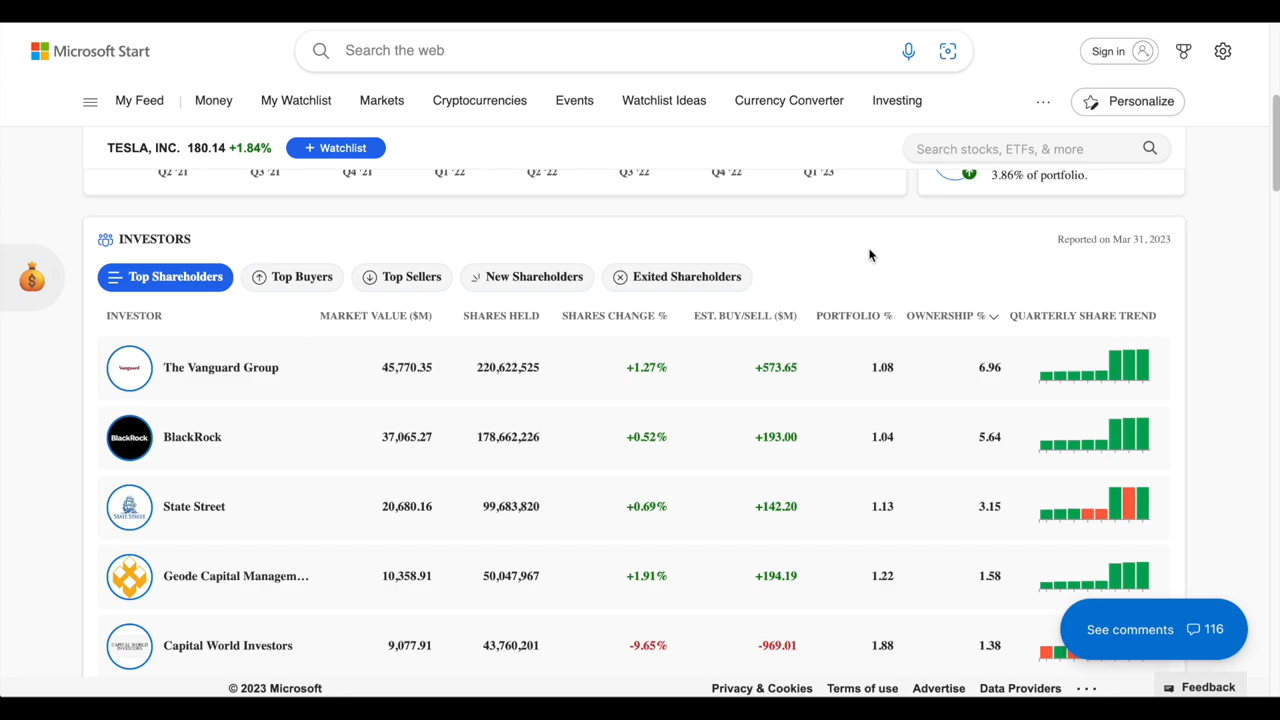 Microsoft Start
Search the web
Sign in
My Feed | Money My Watchlist Markets Cryptocurrencies Events Watchlist Ideas Currency Converter Investing ... Personalize
TESLA, INC. 180.14 +1.84% + Watchlist
Search stocks, ETFs, & more
Q2 '21 Q3 '21 Q4 '21 Q1 '22 Q2 '22 Q3 '22 Q4 '22 Q1 '23
3.86% of portfolio.
INVESTORS
Reported on Mar 31, 2023
Top Shareholders Top Buyers Top Sellers New Shareholders Exited Shareholders
INVESTOR MARKET VALUE ($M) SHARES HELD SHARES CHANGE % EST. BUY/SELL ($M) PORTFOLIO % OWNERSHIP % QUARTERLY SHARE TREND
Vanguard The Vanguard Group 45,770.35 220,622,525 +1.27% +573.65 1.08 6.96
BlackRock BlackRock 37,065.27 178,662,226 +0.52% +193.00 1.04 5.64
STATE STREET State Street 20,680.16 99,683,820 +0.69% +142.20 1.13 3.15
Geode Capital Managem... 10,358.91 50,047,967 +1.91% +194.19 1.22 1.58
CAPITAL WORLD INVESTORS Capital World Investors 9,077.91 43,760,201 -9.65% -969.01 1.88 1.38
See comments 116
© 2023 Microsoft
Privacy & Cookies Terms of use Advertise Data Providers ... Feedback